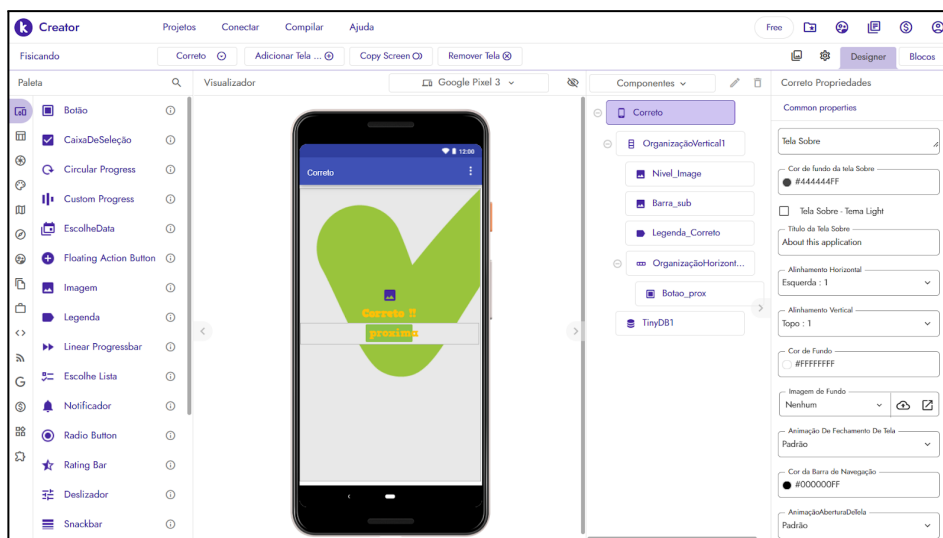 k Creator Projetos Conectar Compilar Ajuda Free
Fisicando Correto Adicionar Tela ... Copy Screen Remover Tela Designer Blocos
Paleta Visualizador Google Pixel 3 Componentes Correto Propriedades
Botão
CaixaDeSeleção
Circular Progress
Custom Progress
EscolheData
Floating Action Button
Imagem
Legenda
Linear Progressbar
Escolhe Lista
Notificador
Radio Button
Rating Bar
Deslizador
Snackbar
12:00
Correto
Correto !!
proxima
Correto
OrganizaçãoVertical1
Nivel_Image
Barra_sub
Legenda_Correto
OrganizaçãoHorizont...
Botao_prox
TinyDB1
Common properties
Tela Sobre
Cor de fundo da tela Sobre
#444444FF
Tela Sobre - Tema Light
Título da Tela Sobre
About this application
Alinhamento Horizontal
Esquerda : 1
Alinhamento Vertical
Topo : 1
Cor de Fundo
#FFFFFFFF
Imagem de Fundo
Nenhum
Animação De Fechamento De Tela
Padrão
Cor da Barra de Navegação
#000000FF
AnimaçãoAberturaDeTela
Padrão